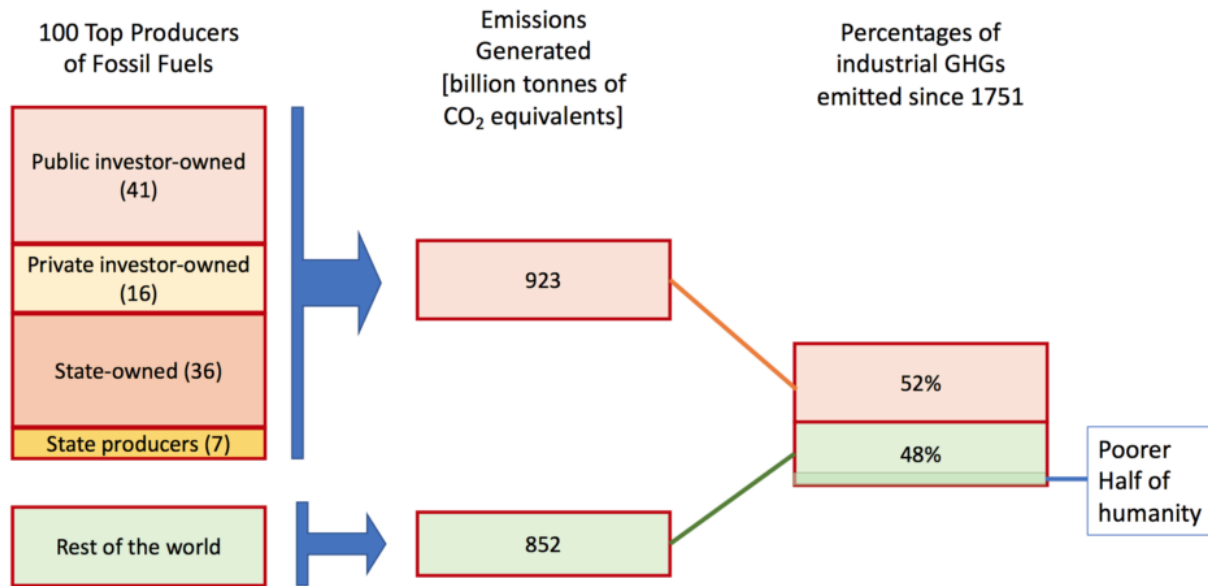 100 Top Producers
of Fossil Fuels
Emissions
Generated
[billion tonnes of
CO₂ equivalents]
Percentages of
industrial GHGs
emitted since 1751
Public investor-owned
(41)
Private investor-owned
(16)
State-owned (36)
State producers (7)
923
52%
48%
Poorer
Half of
humanity
Rest of the world
852